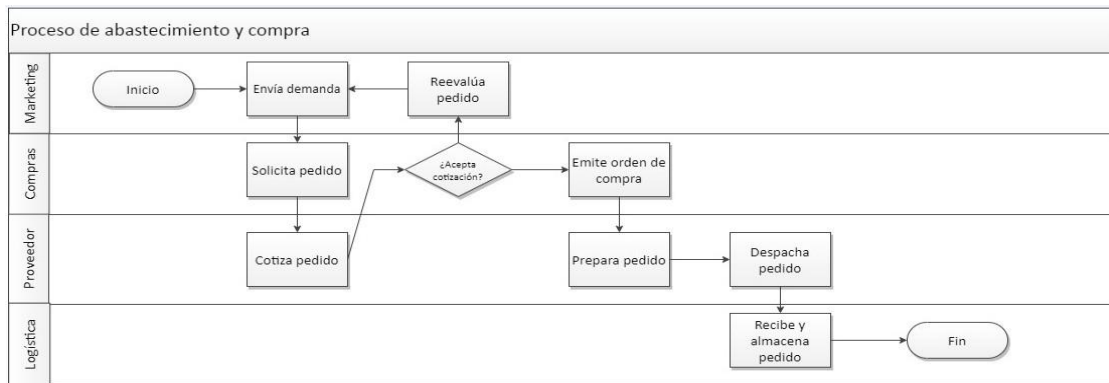 Proceso de abastecimiento y compra
Marketing
Inicio
Envía demanda
Reevalúa
pedido
Compras
Solicita pedido
¿Acepta
cotización?
Emite orden de
compra
Proveedor
Cotiza pedido
Prepara pedido
Despacha
pedido
Logística
Recibe y
almacena
pedido
Fin